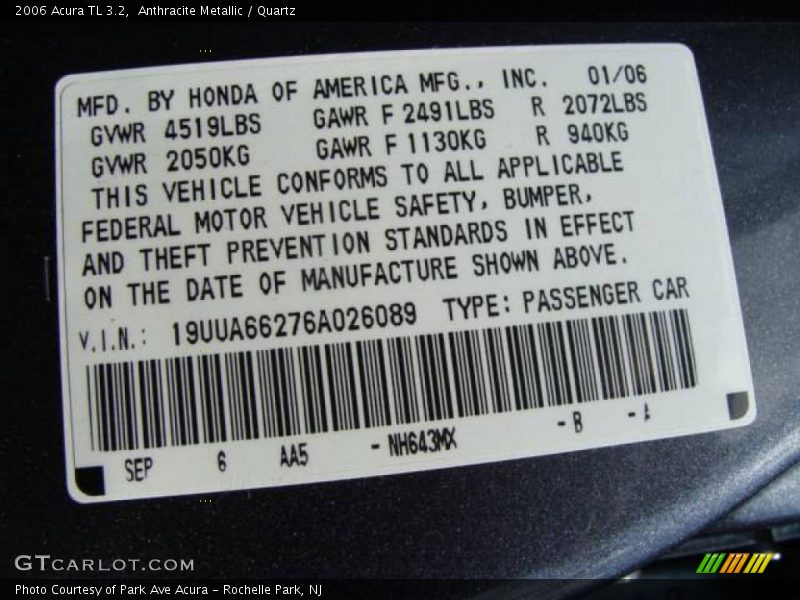 2006 Acura TL 3.2,  Anthracite Metallic / Quartz
MFD. BY HONDA OF AMERICA MFG., INC. 01/06
GVWR 4519LBS GAWR F 2491LBS R 2072LBS
GVWR 2050KG GAWR F 1130KG R 940KG
THIS VEHICLE CONFORMS TO ALL APPLICABLE
FEDERAL MOTOR VEHICLE SAFETY, BUMPER,
AND THEFT PREVENTION STANDARDS IN EFFECT
ON THE DATE OF MANUFACTURE SHOWN ABOVE.
V.I.N.: 19UUA66276A026089 TYPE: PASSENGER CAR
SEP 6 AA5 - NH643MX - B - A
GTCARLOT.COM
Photo Courtesy of Park Ave Acura - Rochelle Park, NJ